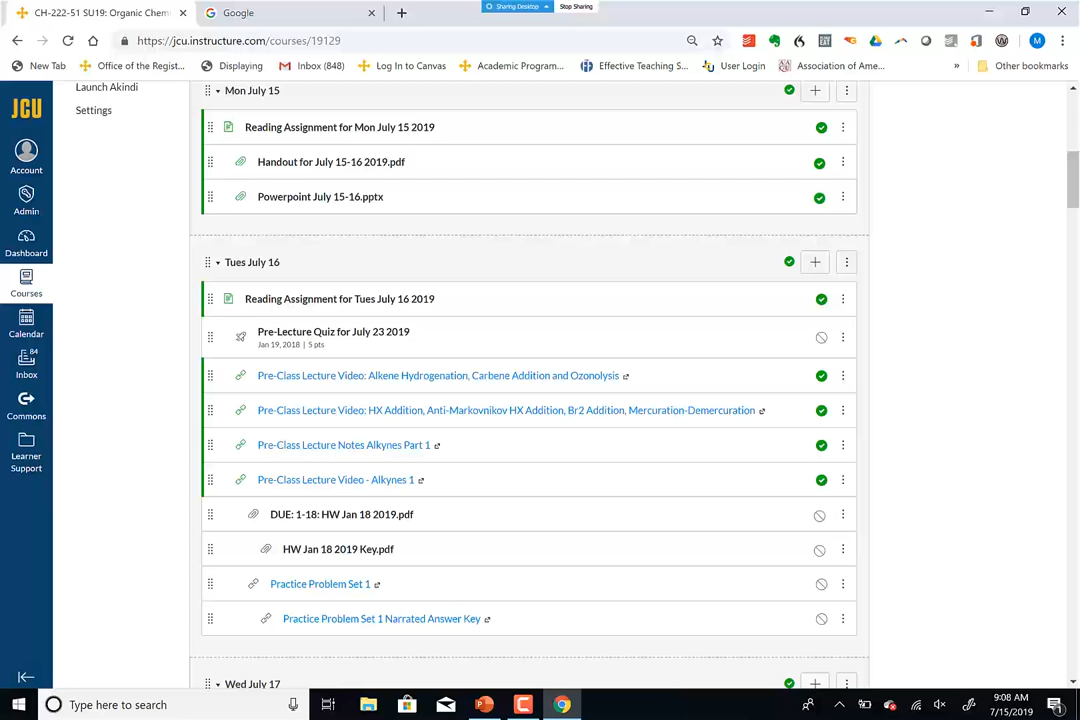 CH-222-51 SU19: Organic Chem
Google
Sharing Desktop
Stop Sharing
https://jcu.instructure.com/courses/19129
EAT
M
New Tab
Office of the Regist...
Displaying
Inbox (848)
Log In to Canvas
Academic Program...
Effective Teaching S...
User Login
Association of Ame...
»
Other bookmarks
JCU
Account
Admin
Dashboard
Courses
Calendar
84
Inbox
Commons
Learner
Support
Launch Akindi
Settings
Mon July 15
Reading Assignment for Mon July 15 2019
Handout for July 15-16 2019.pdf
Powerpoint July 15-16.pptx
Tues July 16
Reading Assignment for Tues July 16 2019
Pre-Lecture Quiz for July 23 2019
Jan 19, 2018 | 5 pts
Pre-Class Lecture Video: Alkene Hydrogenation, Carbene Addition and Ozonolysis
Pre-Class Lecture Video: HX Addition, Anti-Markovnikov HX Addition, Br2 Addition, Mercuration-Demercuration
Pre-Class Lecture Notes Alkynes Part 1
Pre-Class Lecture Video - Alkynes 1
DUE: 1-18: HW Jan 18 2019.pdf
HW Jan 18 2019 Key.pdf
Practice Problem Set 1
Practice Problem Set 1 Narrated Answer Key
Wed July 17
Type here to search
9:08 AM
7/15/2019
1